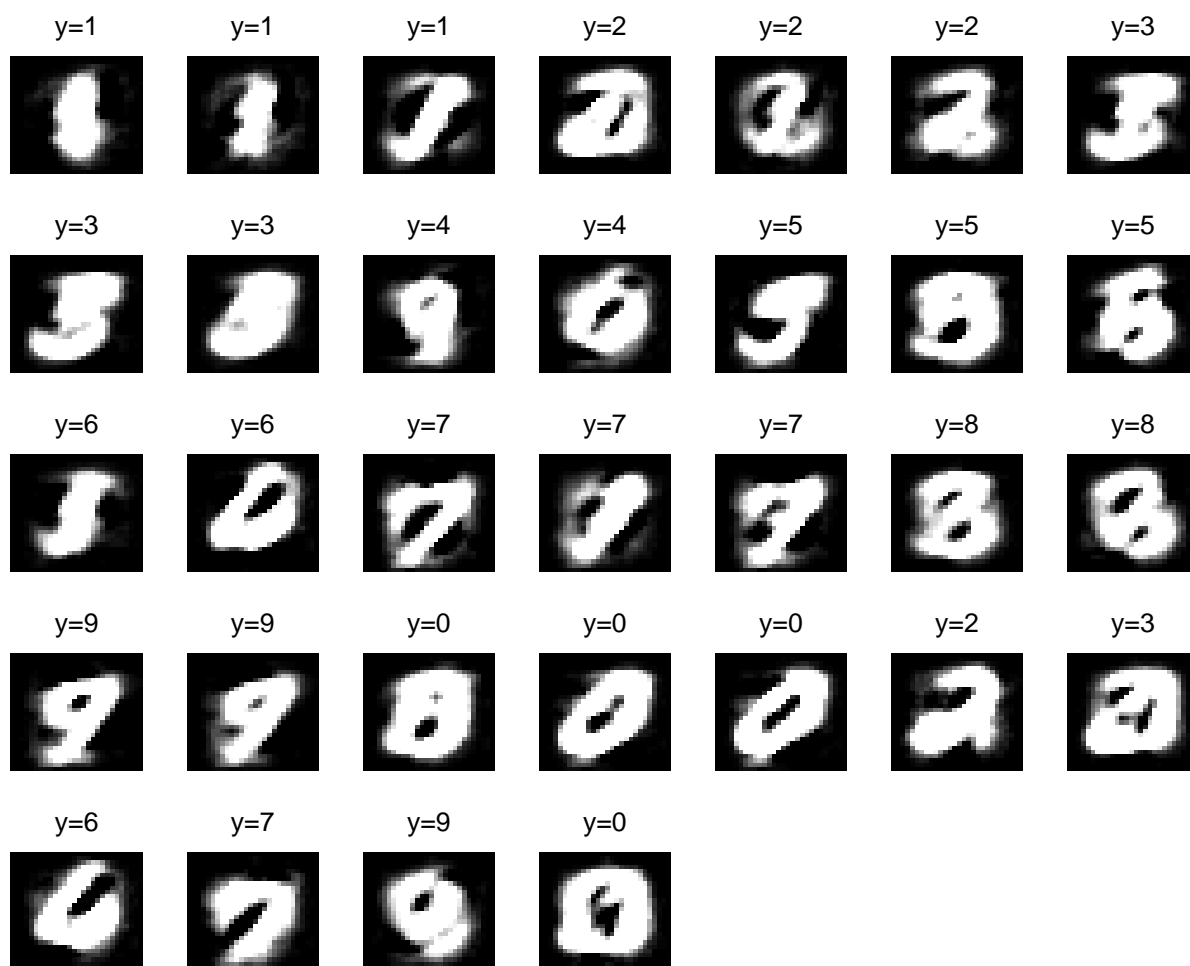 y=1 y=1 y=1 y=2 y=2 y=2 y=3
y=3 y=3 y=4 y=4 y=5 y=5 y=5
y=6 y=6 y=7 y=7 y=7 y=8 y=8
y=9 y=9 y=0 y=0 y=0 y=2 y=3
y=6 y=7 y=9 y=0